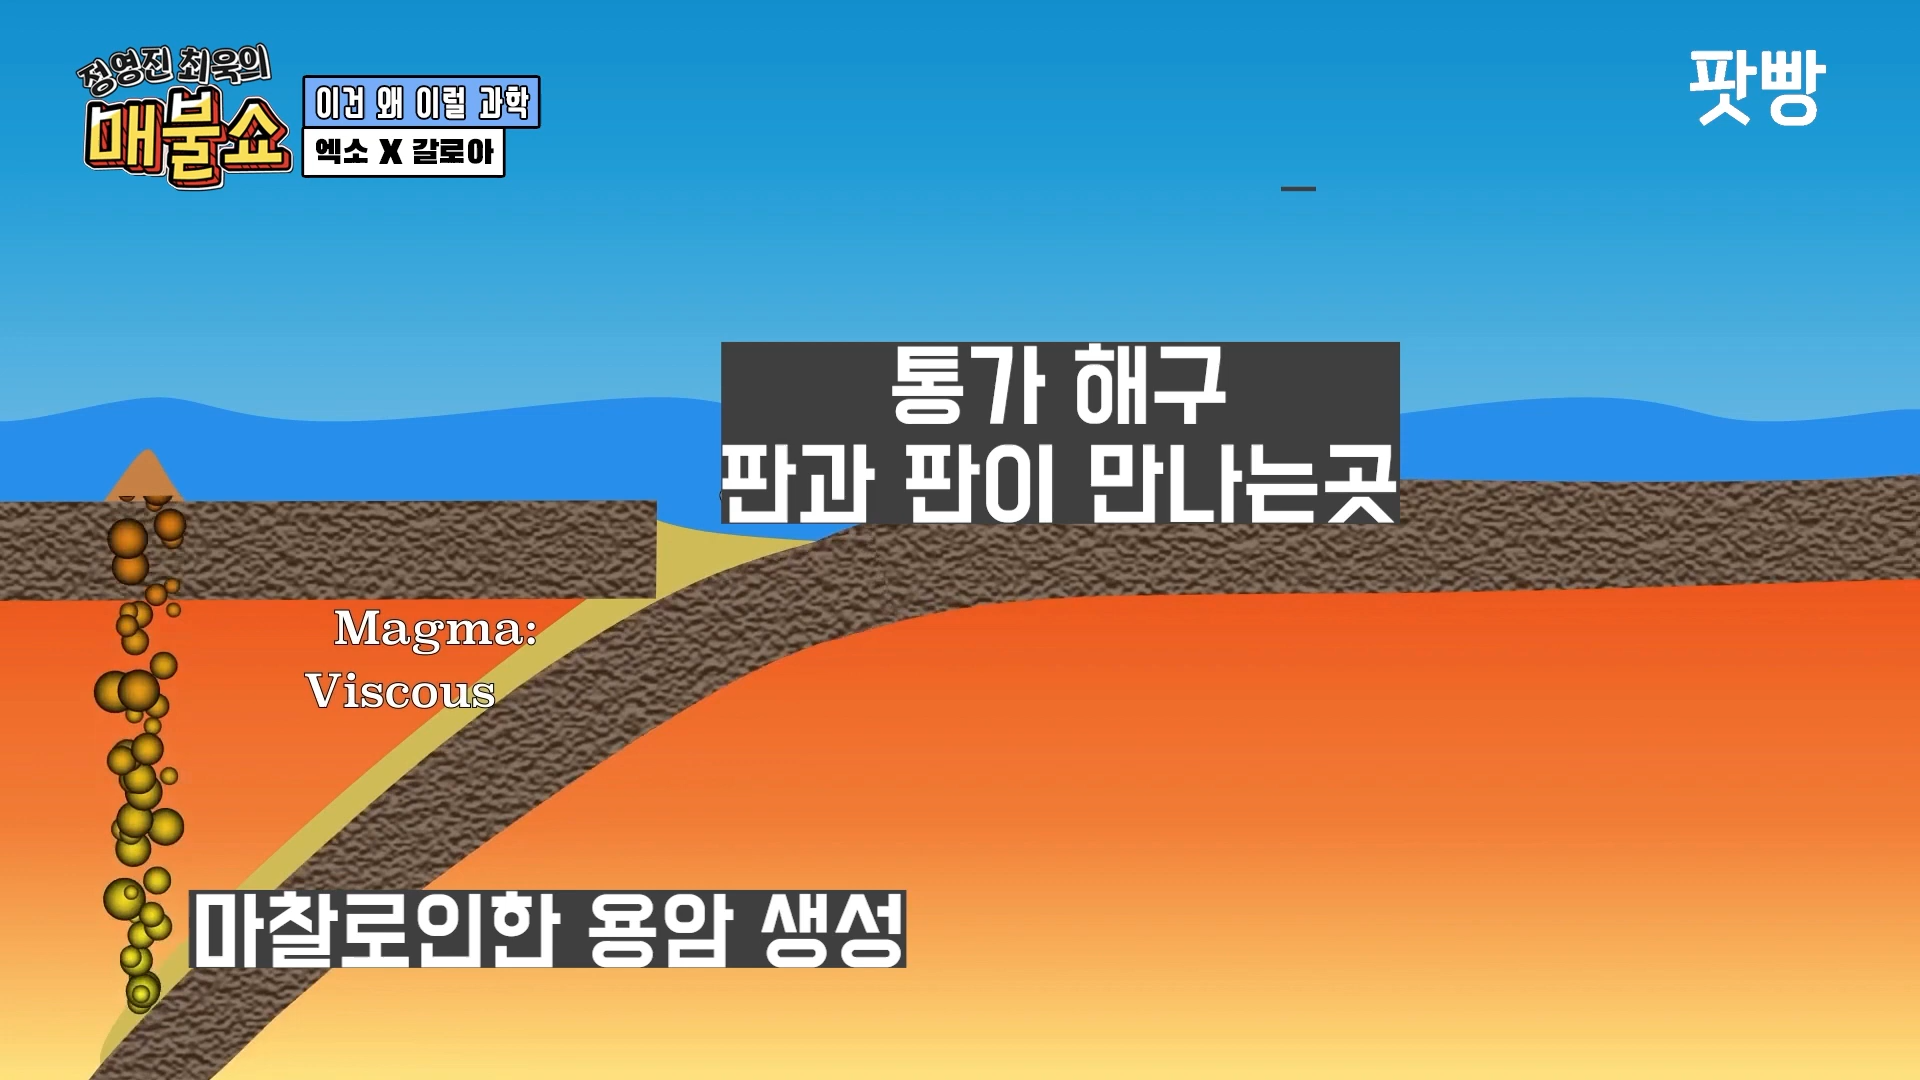 정영진 최욱의
매불쇼
이건 왜 이럴 과학
엑소 X 갈로아
팟빵
통가 해구
판과 판이 만나는곳
Magma:
Viscous
마찰로인한 용암 생성